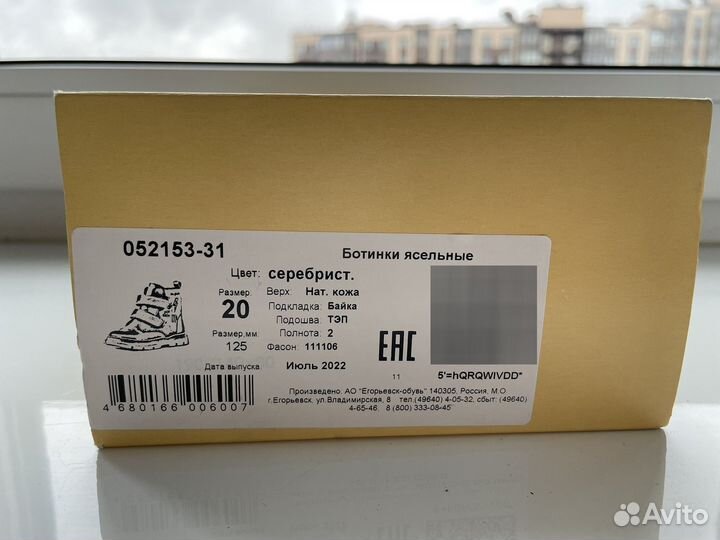 052153-31
Ботинки ясельные
Цвет: серебрист.
Размер: 20
Верх: Нат. кожа
Подкладка: Байка
Подошва: ТЭП
Размер,мм: 125
Полнота: 2
Фасон: 111106
Дата выпуска: Июль 2022
EAC
11
5'=hQRQWIVDD*
4 680166 006007
Произведено. АО "Егорьевск-обувь" 140305, Россия, М.О.
г.Егорьевск, ул.Владимирская, 8 тел.(49640) 4-05-32, сбыт: (49640)
4-65-46, 8 (800) 333-08-45
Avito